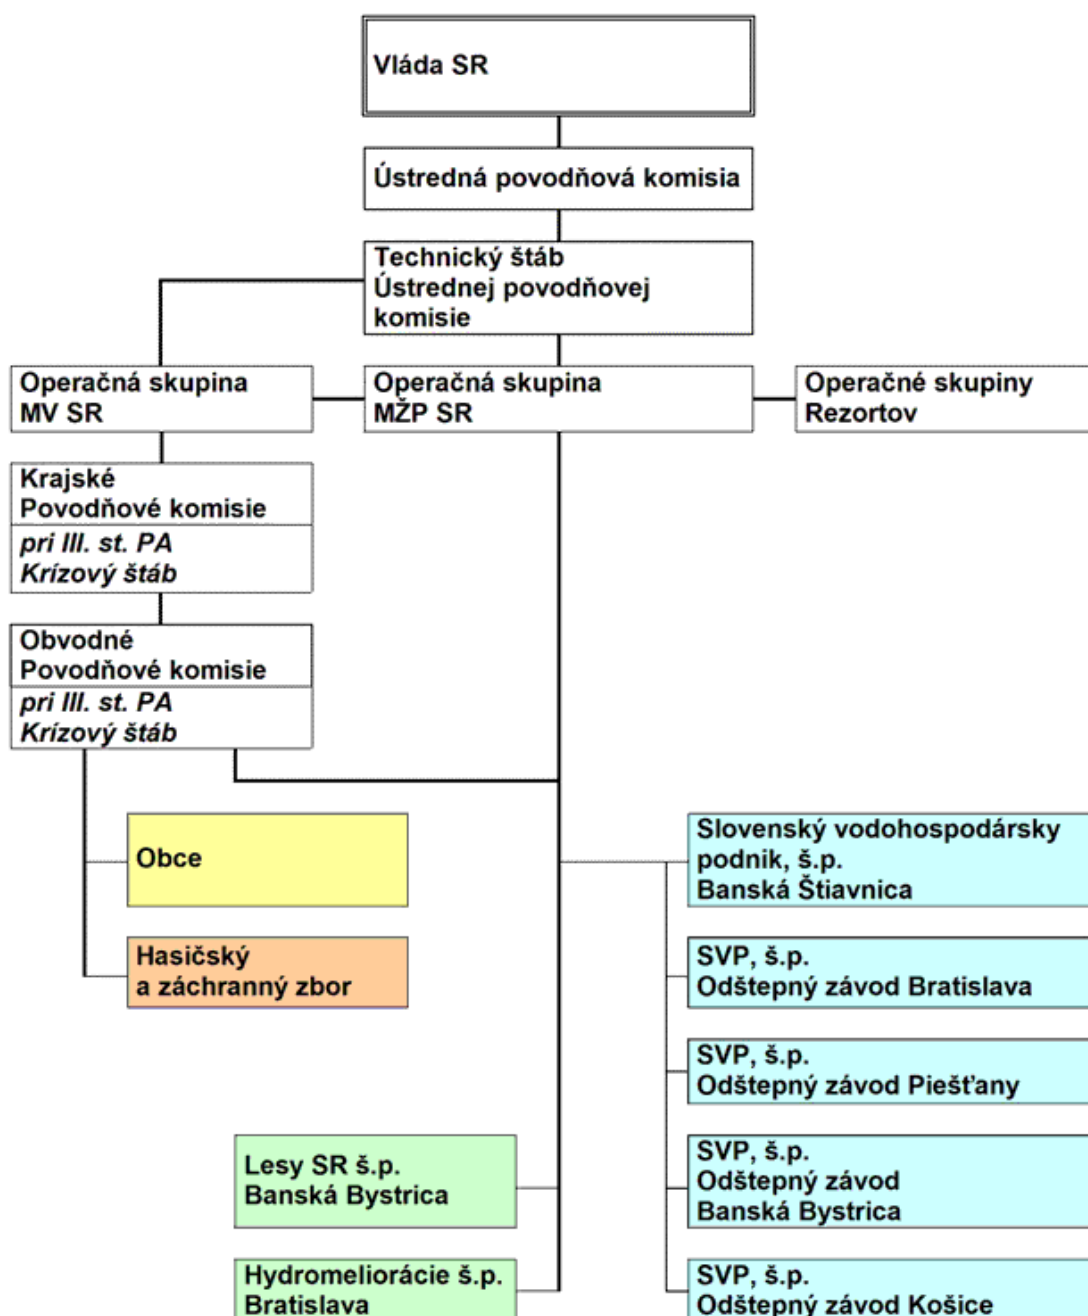 Vláda SR
Ústredná povodňová komisia
Technický štáb
Ústrednej povodňovej
komisie
Operačná skupina
MV SR
Operačná skupina
MŽP SR
Operačné skupiny
Rezortov
Krajské
Povodňové komisie
pri III. st. PA
Krízový štáb
Obvodné
Povodňové komisie
pri III. st. PA
Krízový štáb
Obce
Hasičský
a záchranný zbor
Slovenský vodohospodársky
podnik, š.p.
Banská Štiavnica
SVP, š.p.
Odštepný závod Bratislava
SVP, š.p.
Odštepný závod Piešťany
Lesy SR š.p.
Banská Bystrica
SVP, š.p.
Odštepný závod
Banská Bystrica
Hydromeliorácie š.p.
Bratislava
SVP, š.p.
Odštepný závod Košice